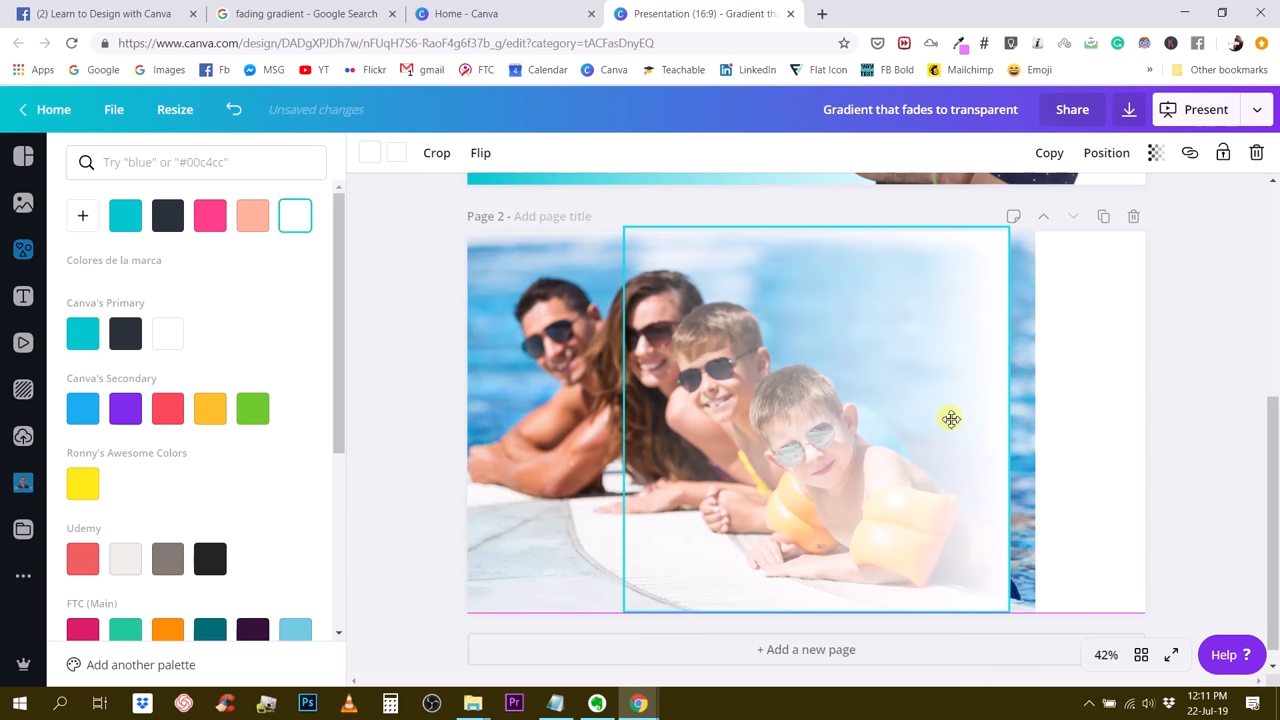 (2) Learn to Design with Canva
fading gradient - Google Search
Home - Canva
Presentation (16:9) - Gradient tha
https://www.canva.com/design/DADgXPJDh7w/nFUrH7S6-RaoF4g6f37b_g/edit?category=tACFasDnyEQ
Apps
Google
Images
Fb
MSG
YT
Flickr
gmail
FTC
Calendar
Canva
Teachable
LinkedIn
Flat Icon
FB Bold
Mailchimp
Emoji
»
Other bookmarks
Home
File
Resize
Unsaved changes
Gradient that fades to transparent
Share
Present
Try "blue" or "#00c4cc"
Crop
Flip
Copy
Position
Page 2 - Add page title
Colores de la marca
Canva's Primary
Canva's Secondary
Ronny's Awesome Colors
Udemy
FTC (Main)
Add another palette
+ Add a new page
42%
Help ?
12:11 PM
22-Jul-19